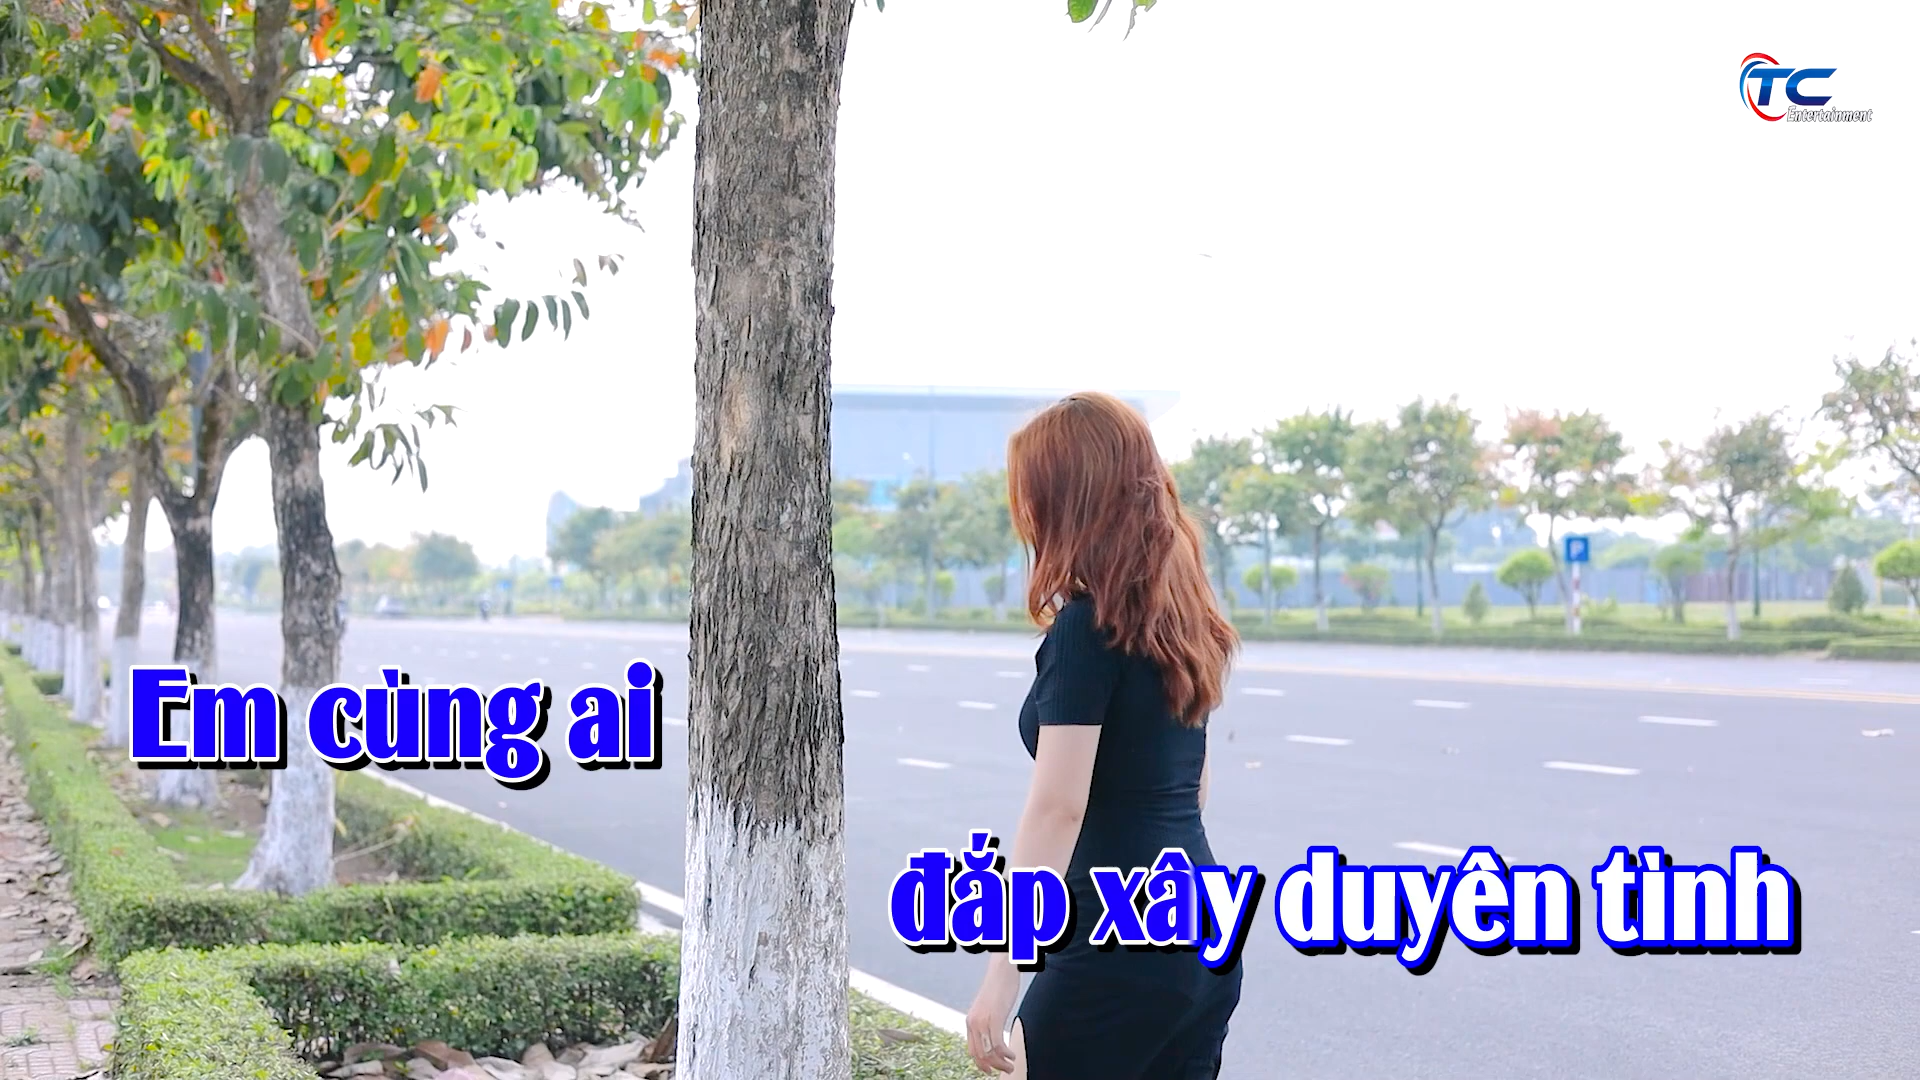 TC
Entertainment
Em cùng ai
đắp xây duyên tình
P